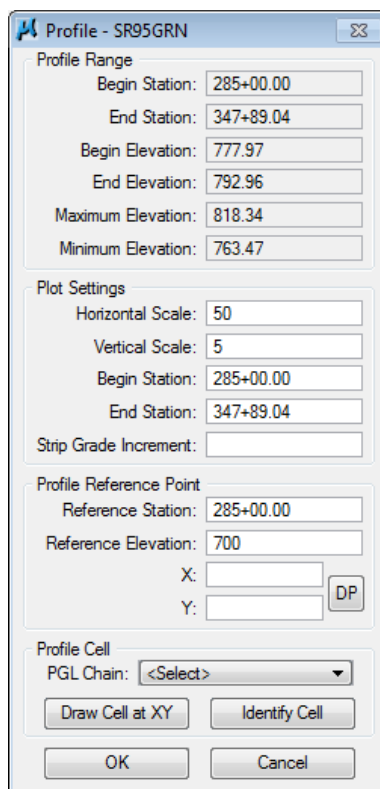 Profile - SR95GRN
Profile Range
Begin Station: 285+00.00
End Station: 347+89.04
Begin Elevation: 777.97
End Elevation: 792.96
Maximum Elevation: 818.34
Minimum Elevation: 763.47
Plot Settings
Horizontal Scale: 50
Vertical Scale: 5
Begin Station: 285+00.00
End Station: 347+89.04
Strip Grade Increment:
Profile Reference Point
Reference Station: 285+00.00
Reference Elevation: 700
X:
DP
Y:
Profile Cell
PGL Chain: <Select>
Draw Cell at XY Identify Cell
OK Cancel